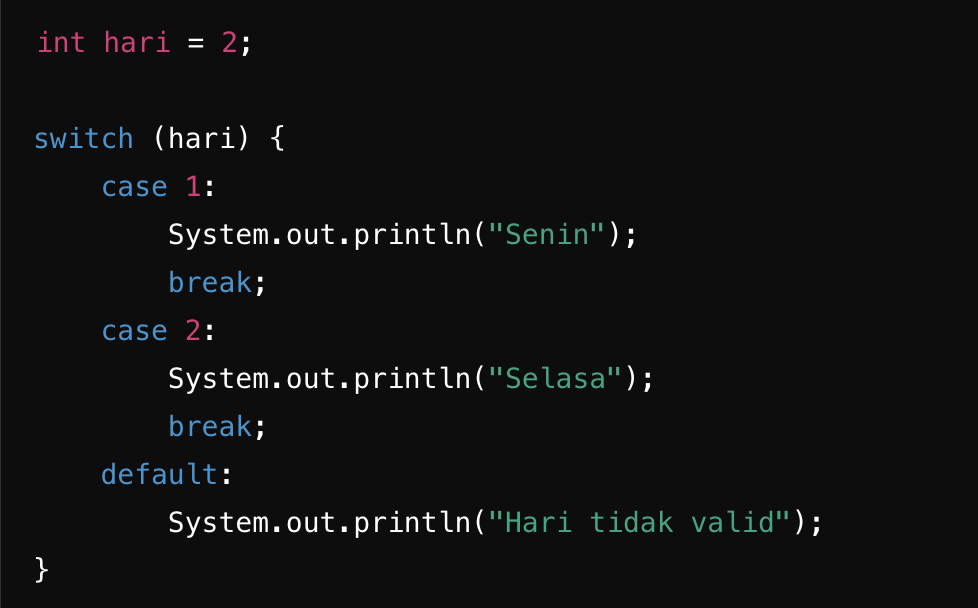 int hari = 2;
switch (hari) {
    case 1:
        System.out.println("Senin");
        break;
    case 2:
        System.out.println("Selasa");
        break;
    default:
        System.out.println("Hari tidak valid");
}